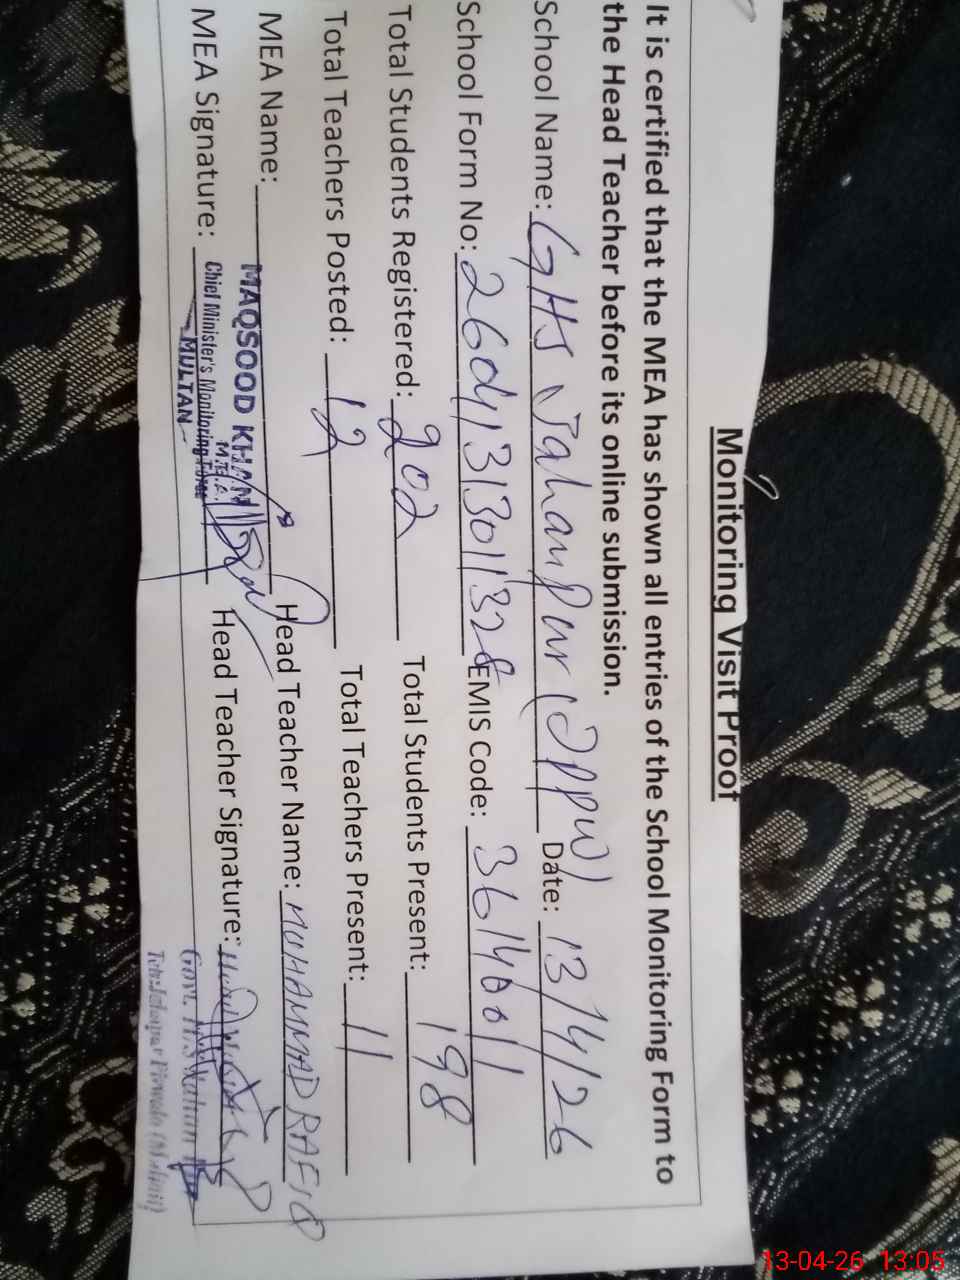 Monitoring Visit Proof
It is certified that the MEA has shown all entries of the School Monitoring Form to
the Head Teacher before its online submission.
School Name: GHS Jahanpur (JPPW) Date: 13/4/26
School Form No: EMIS Code: 36140011
Total Students Registered: 202 Total Students Present: 198
Total Teachers Posted: 12 Total Teachers Present: 11
MEA Name: MAQSOOD KHAN Head Teacher Name: MUHAMMAD RAFIQ
M.E.A.
MEA Signature: Chief Minister's Monitoring Force Head Teacher Signature:
MULTAN
13-04-26 13:05